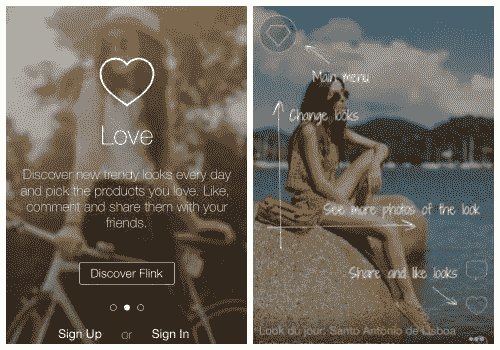 Love
Discover new trendy looks every day
and pick the products you love. Like,
comment and share them with your
friends.
Discover Flink
Sign Up or Sign In
Main menu
Change looks
See more photos of the look
Share and like looks
Look du jour, Santo António de Lisboa